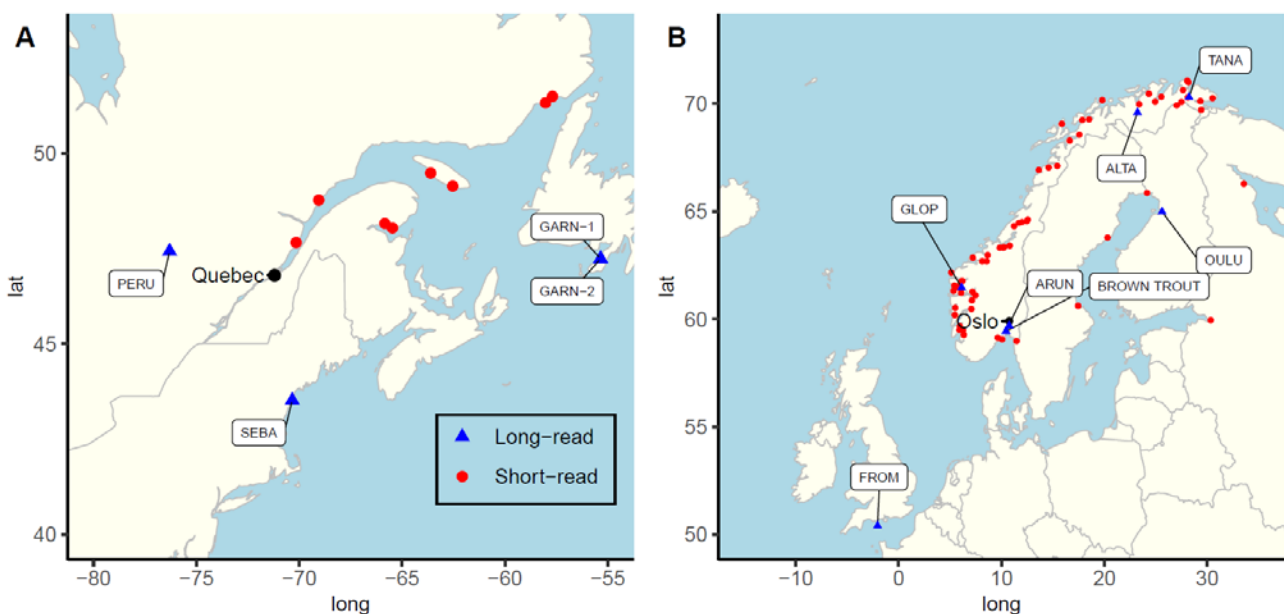 A
50
45
40
lat
−80
−75
−70
−65
−60
−55
long
PERU
Quebec
SEBA
GARN−1
GARN−2
Long−read
Short−read
B
70
65
60
55
50
lat
−10
0
10
20
30
long
TANA
ALTA
GLOP
OULU
ARUN
BROWN TROUT
Oslo
FROM